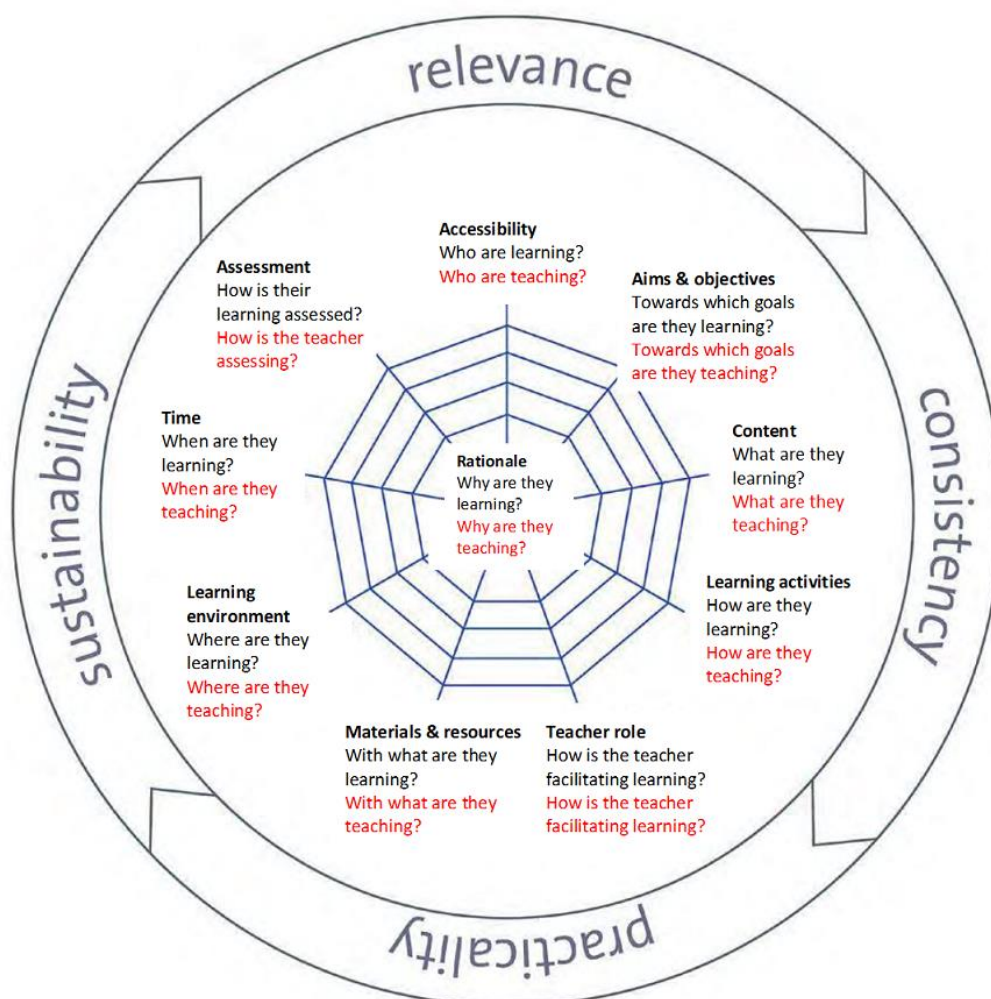 relevance
consistency
practicality
sustainability
Accessibility
Who are learning?
Who are teaching?
Aims & objectives
Towards which goals
are they learning?
Towards which goals
are they teaching?
Content
What are they
learning?
What are they
teaching?
Learning activities
How are they
learning?
How are they
teaching?
Teacher role
How is the teacher
facilitating learning?
How is the teacher
facilitating learning?
Materials & resources
With what are they
learning?
With what are they
teaching?
Learning
environment
Where are they
learning?
Where are they
teaching?
Time
When are they
learning?
When are they
teaching?
Assessment
How is their
learning assessed?
How is the teacher
assessing?
Rationale
Why are they
learning?
Why are they
teaching?